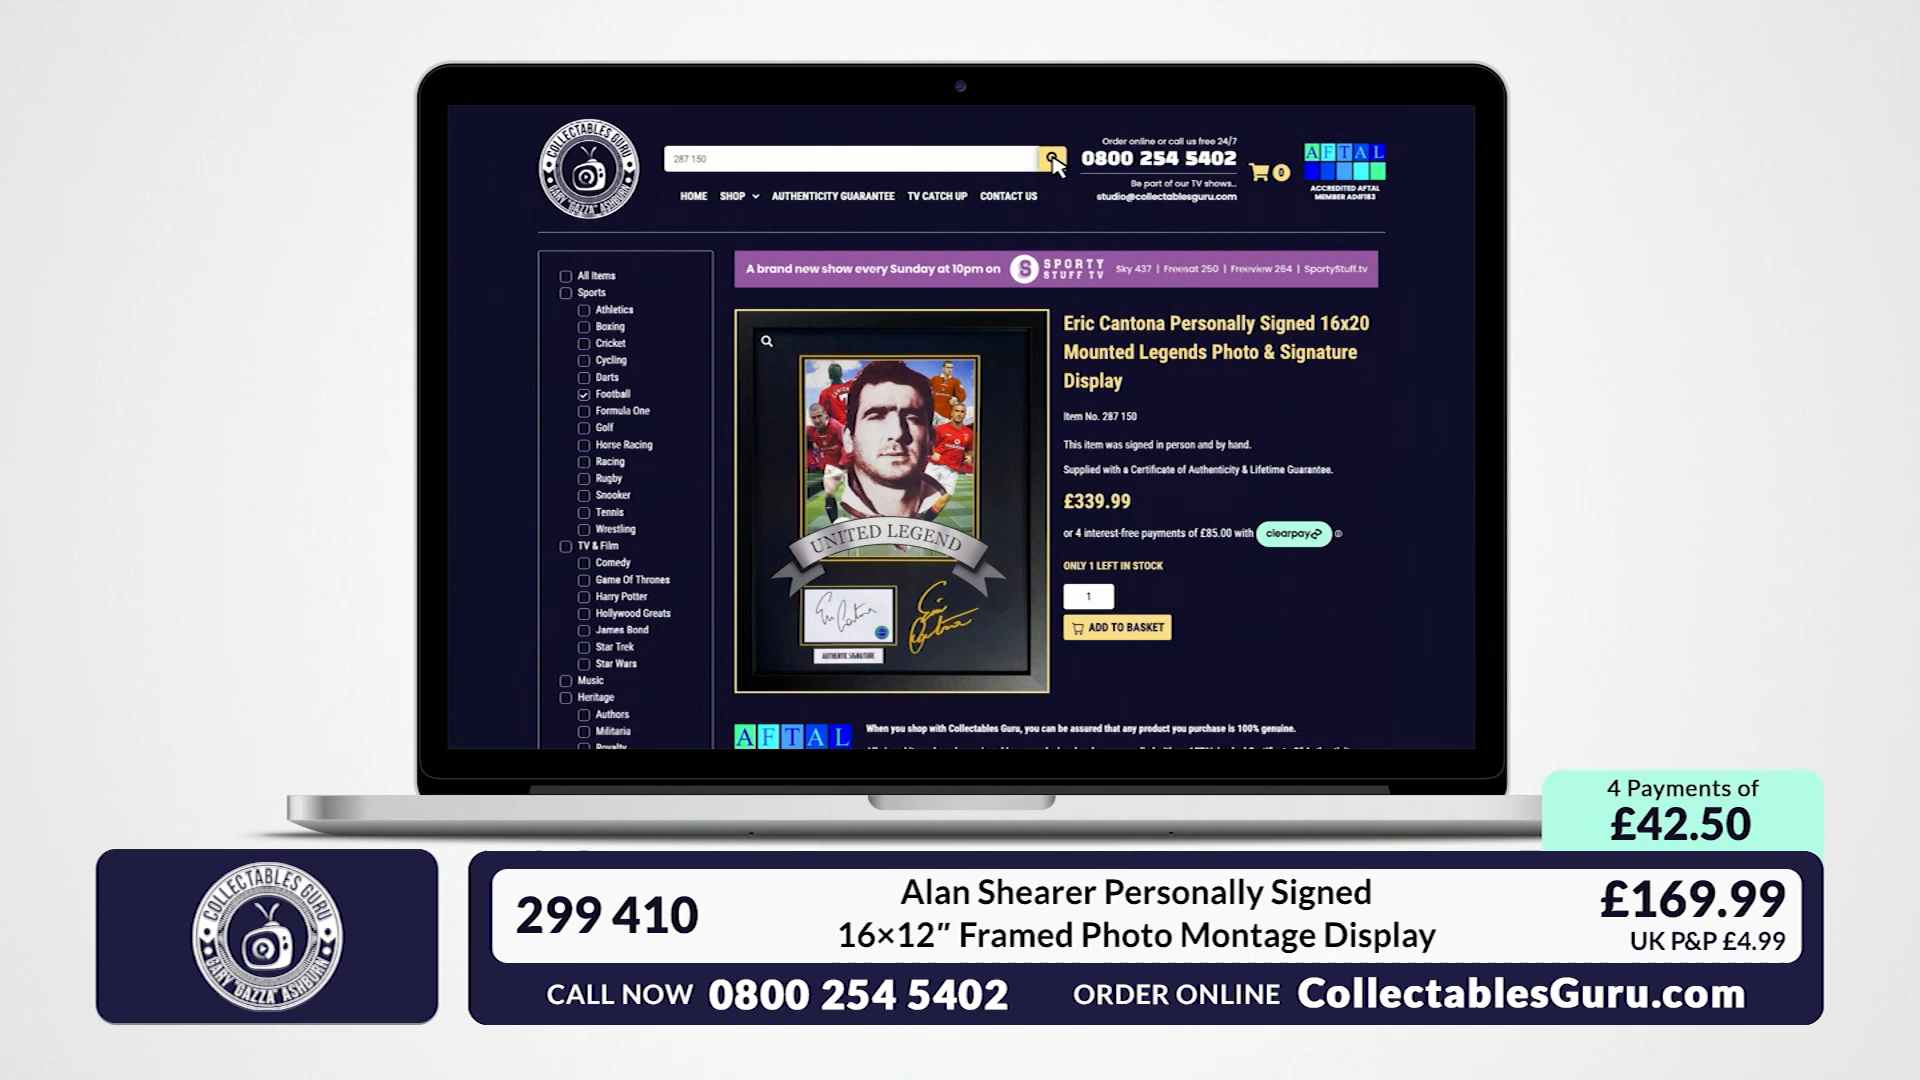 COLLECTABLES GURU
GARY "GAZZA" ASHBURN
287 150
Order online or call us free 24/7
0800 254 5402
Be part of our TV shows...
studio@collectablesguru.com
0
AFTAL
ACCREDITED AFTAL
MEMBER AD#183
HOME SHOP AUTHENTICITY GUARANTEE TV CATCH UP CONTACT US
All Items
Sports
Athletics
Boxing
Cricket
Cycling
Darts
Football
Formula One
Golf
Horse Racing
Racing
Rugby
Snooker
Tennis
Wrestling
TV & Film
Comedy
Game Of Thrones
Harry Potter
Hollywood Greats
James Bond
Star Trek
Star Wars
Music
Heritage
Authors
Militaria
Royalty
A brand new show every Sunday at 10pm on S SPORTY STUFF TV Sky 437 | Freesat 250 | Freeview 264 | SportyStuff.tv
UNITED LEGEND
Eric Cantona
AUTHENTIC SIGNATURE
Eric Cantona Personally Signed 16x20
Mounted Legends Photo & Signature
Display
Item No. 287 150
This item was signed in person and by hand.
Supplied with a Certificate of Authenticity & Lifetime Guarantee.
£339.99
or 4 interest-free payments of £85.00 with clearpay
ONLY 1 LEFT IN STOCK
1
ADD TO BASKET
AFTAL
When you shop with Collectables Guru, you can be assured that any product you purchase is 100% genuine.
4 Payments of
£42.50
COLLECTABLES GURU
GARY "GAZZA" ASHBURN
299 410
Alan Shearer Personally Signed
16×12" Framed Photo Montage Display
£169.99
UK P&P £4.99
CALL NOW 0800 254 5402 ORDER ONLINE CollectablesGuru.com